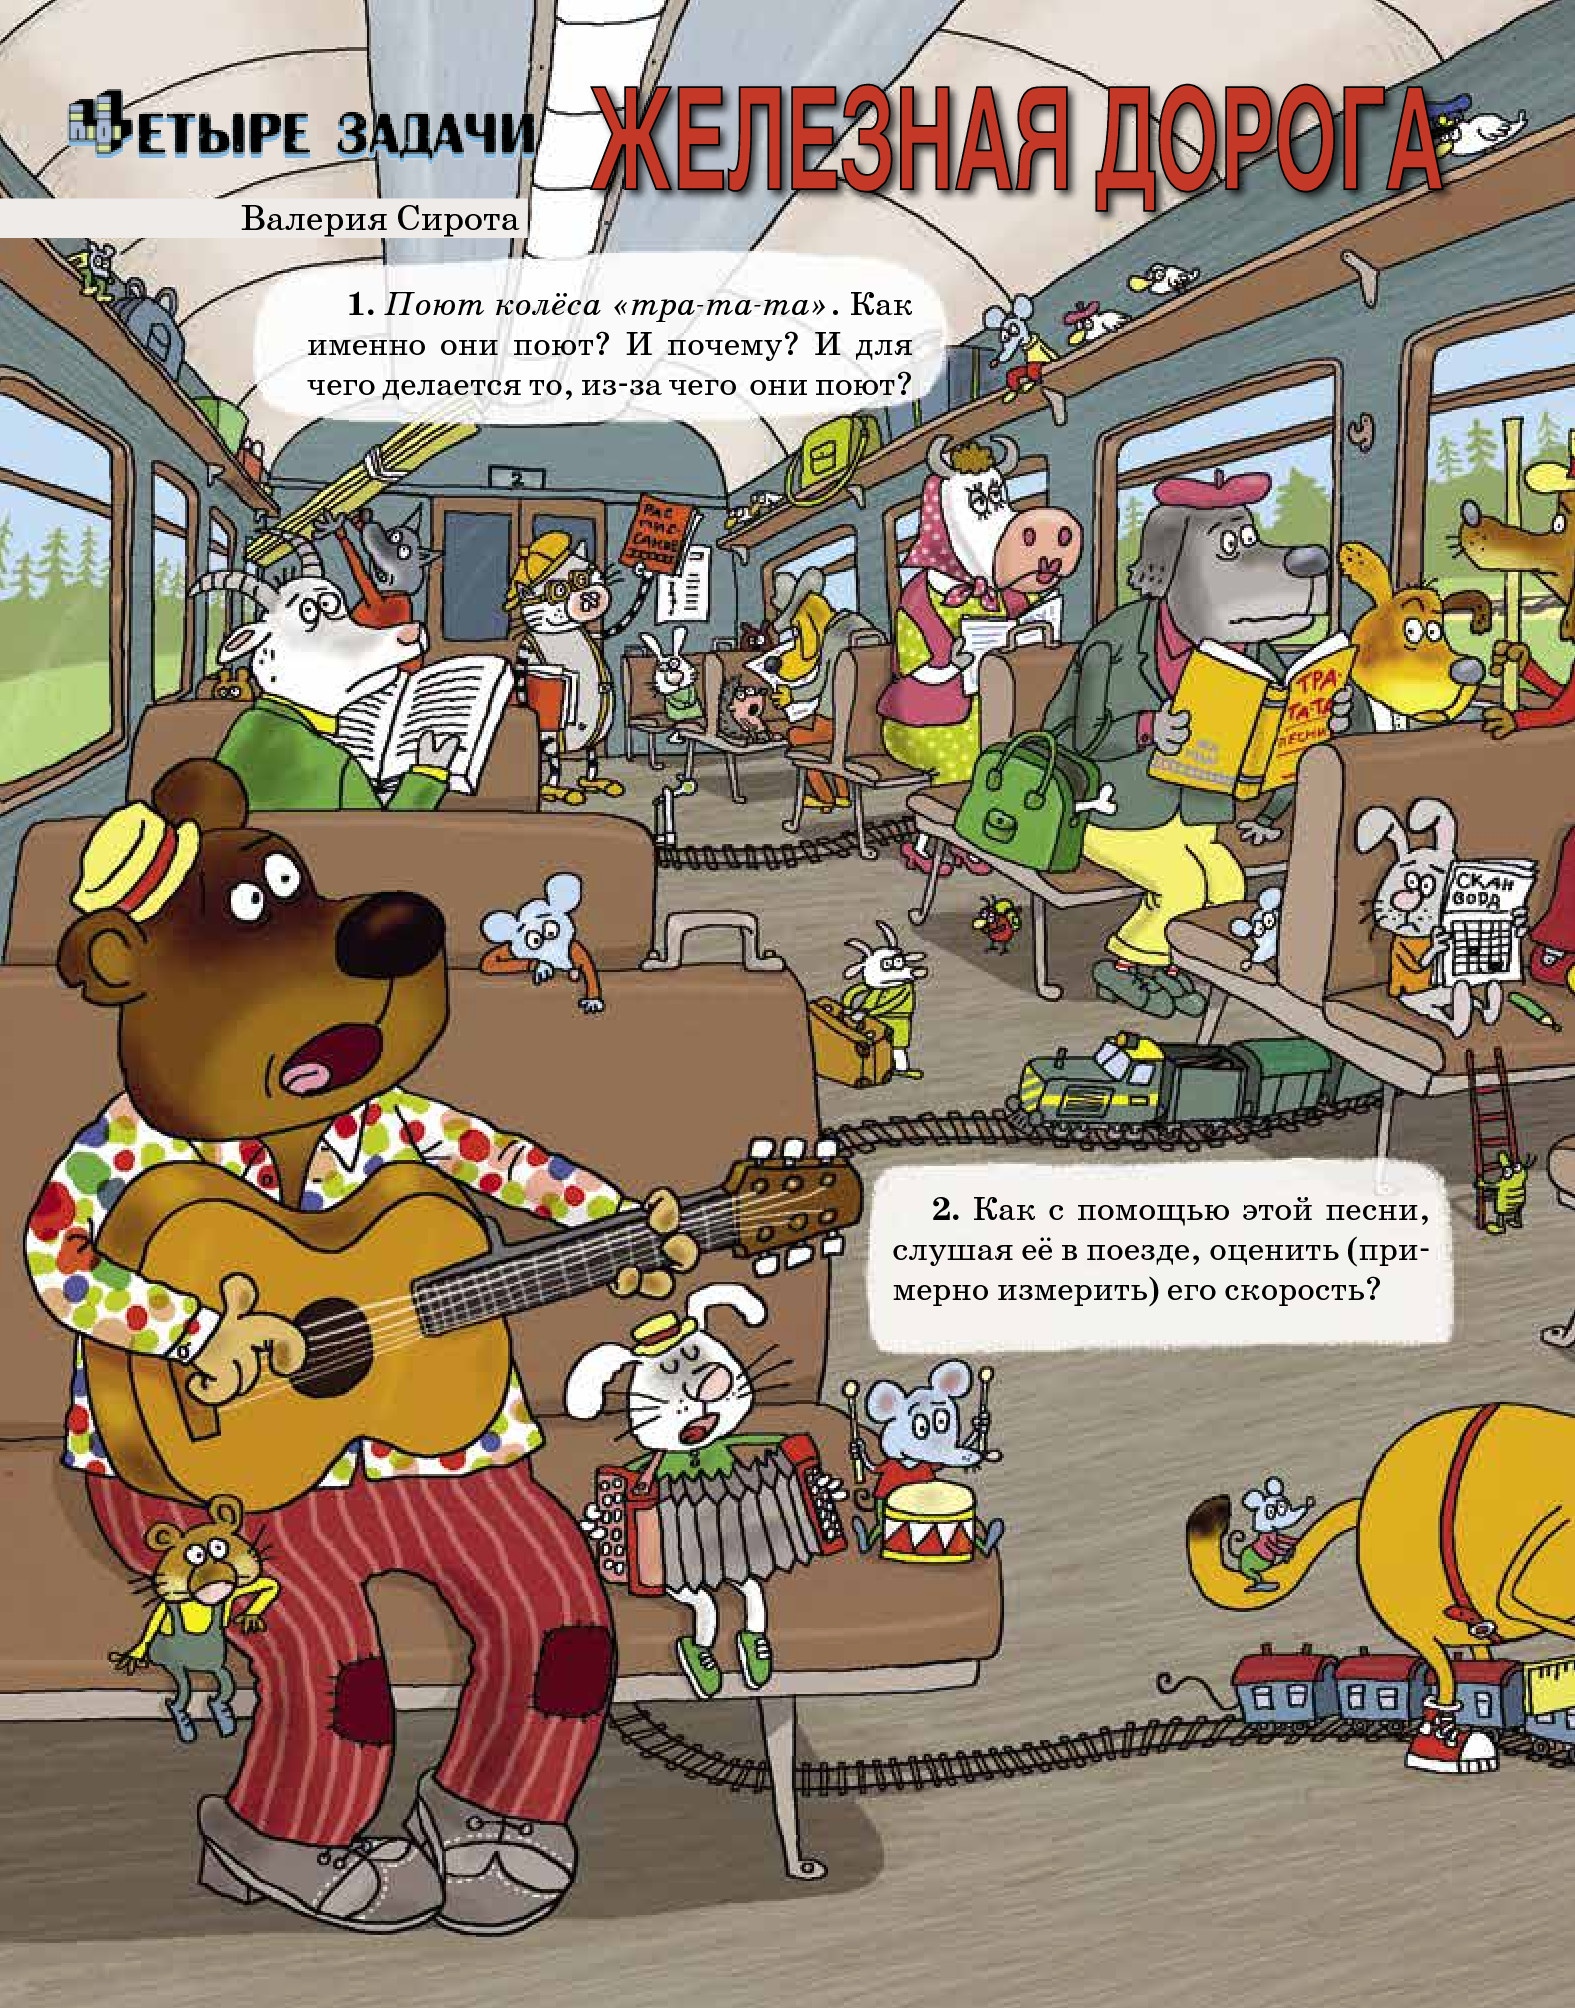 ЧЕТЫРЕ ЗАДАЧИ
ПО
ЖЕЛЕЗНАЯ ДОРОГА
Валерия Сирота
1. Поют колёса «тра-та-та». Как
именно они поют? И почему? И для
чего делается то, из-за чего они поют?
2
РАС
ПИС-
САНИЕ
ТРА-
ТА-ТА
ПЕСНИ
СКАН
ВОРД
2. Как с помощью этой песни,
слушая её в поезде, оценить (при-
мерно измерить) его скорость?